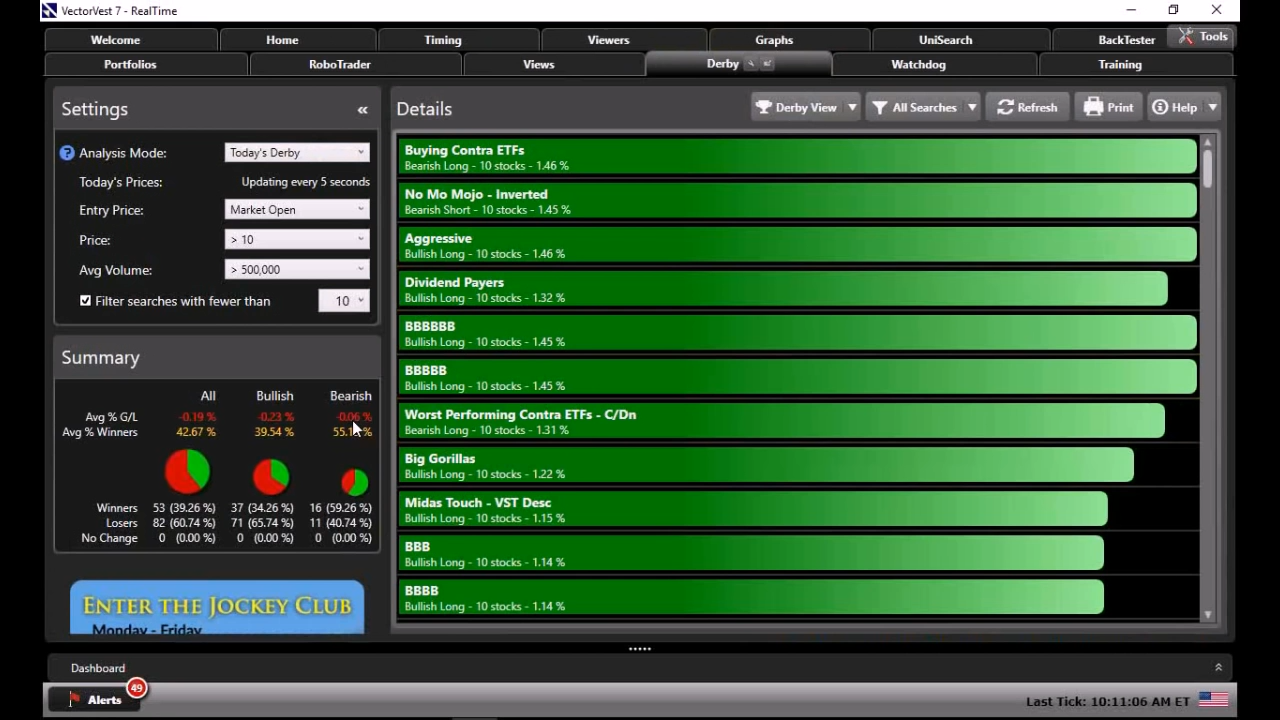 VectorVest 7 - RealTime
Welcome
Home
Timing
Viewers
Graphs
UniSearch
BackTester
Tools
Portfolios
RoboTrader
Views
Derby
Watchdog
Training
Settings
«
? Analysis Mode: Today's Derby
Today's Prices: Updating every 5 seconds
Entry Price: Market Open
Price: > 10
Avg Volume: > 500,000
Filter searches with fewer than 10
Summary
All Bullish Bearish
Avg % G/L -0.19 % -0.23 % -0.06 %
Avg % Winners 42.67 % 39.54 %
Winners 53 (39.26 %) 37 (34.26 %) 16 (59.26 %)
Losers 82 (60.74 %) 71 (65.74 %) 11 (40.74 %)
No Change 0 (0.00 %) 0 (0.00 %) 0 (0.00 %)
ENTER THE JOCKEY CLUB
Monday - Friday
Details
Derby View
All Searches
Refresh
Print
Help
Buying Contra ETFs
Bearish Long - 10 stocks - 1.46 %
No Mo Mojo - Inverted
Bearish Short - 10 stocks - 1.45 %
Aggressive
Bullish Long - 10 stocks - 1.46 %
Dividend Payers
Bullish Long - 10 stocks - 1.32 %
BBBBBB
Bullish Long - 10 stocks - 1.45 %
BBBBB
Bullish Long - 10 stocks - 1.45 %
Worst Performing Contra ETFs - C/Dn
Bearish Long - 10 stocks - 1.31 %
Big Gorillas
Bullish Long - 10 stocks - 1.22 %
Midas Touch - VST Desc
Bullish Long - 10 stocks - 1.15 %
BBB
Bullish Long - 10 stocks - 1.14 %
BBBB
Bullish Long - 10 stocks - 1.14 %
Dashboard
Alerts 49
Last Tick: 10:11:06 AM ET